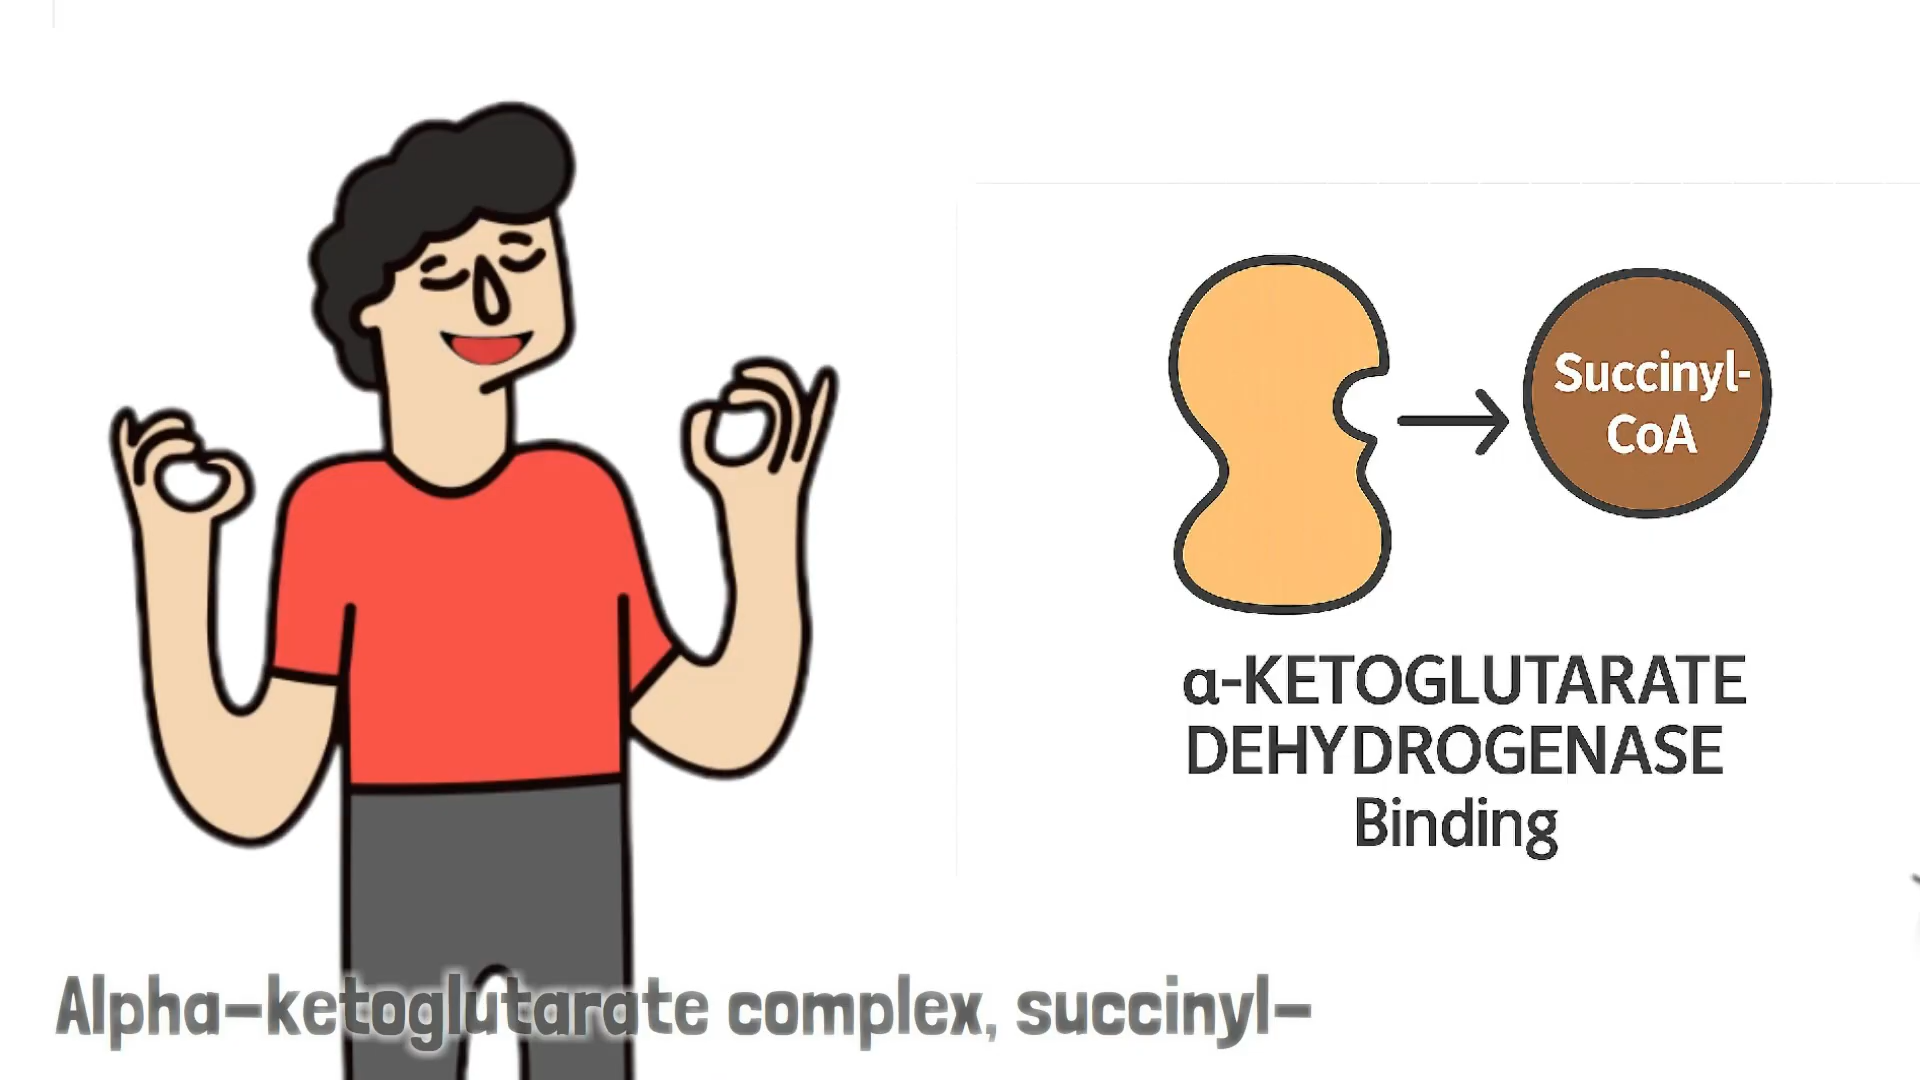 Succinyl-
CoA
α-KETOGLUTARATE
DEHYDROGENASE
Binding
Alpha-ketoglutarate complex, succinyl-